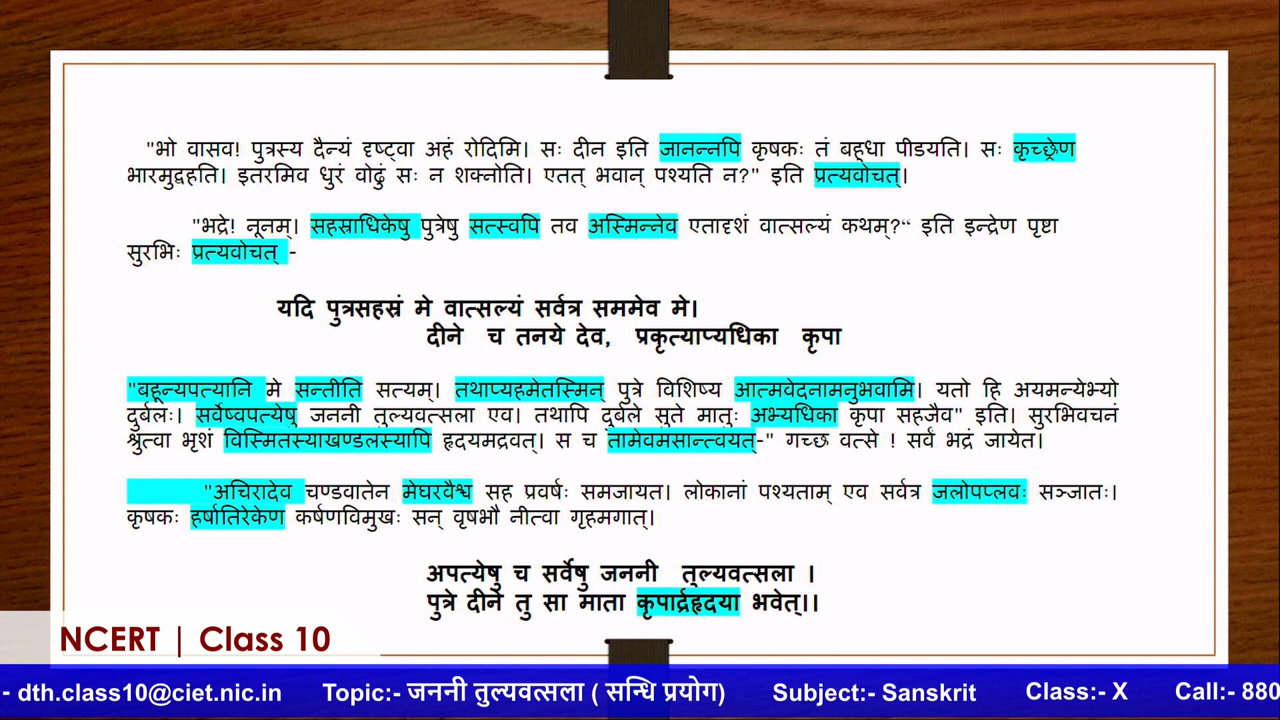 "भो वासव! पुत्रस्य दैन्यं दृष्ट्वा अहं रोदिमि। सः दीन इति जानन्नपि कृषकः तं बहुधा पीडयति। सः कृच्छ्रेण
भारमुद्वहति। इतरमिव धुरं वोढुं सः न शक्नोति। एतत् भवान् पश्यति न?" इति प्रत्यवोचत्।
"भद्रे! नूनम्। सहस्राधिकेषु पुत्रेषु सत्स्वपि तव अस्मिन्नेव एतादृशं वात्सल्यं कथम्?“ इति इन्द्रेण पृष्टा
सुरभिः प्रत्यवोचत् -
यदि पुत्रसहस्रं मे वात्सल्यं सर्वत्र सममेव मे।
दीने च तनये देव, प्रकृत्याप्यधिका कृपा
"बहून्यपत्यानि मे सन्तीति सत्यम्। तथाप्यहमेतस्मिन् पुत्रे विशिष्य आत्मवेदनामनुभवामि। यतो हि अयमन्येभ्यो
दुर्बलः। सर्वेष्वपत्येषु जननी तुल्यवत्सला एव। तथापि दुर्बले सुते मातुः अभ्यधिका कृपा सहजैव" इति। सुरभिवचनं
श्रुत्वा भृशं विस्मितस्याखण्डलस्यापि हृदयमद्रवत्। स च तामेवमसान्त्वयत्-" गच्छ वत्से ! सर्वं भद्रं जायेत।
"अचिरादेव चण्डवातेन मेघरवैश्च सह प्रवर्षः समजायत। लोकानां पश्यताम् एव सर्वत्र जलोपप्लवः सञ्जातः।
कृषकः हर्षातिरेकेण कर्षणविमुखः सन् वृषभौ नीत्वा गृहमगात्।
अपत्येषु च सर्वेषु जननी तुल्यवत्सला ।
पुत्रे दीने तु सा माता कृपार्द्रहृदया भवेत्।।
NCERT | Class 10
- dth.class10@ciet.nic.in Topic:- जननी तुल्यवत्सला ( सन्धि प्रयोग) Subject:- Sanskrit Class:- X Call:- 880